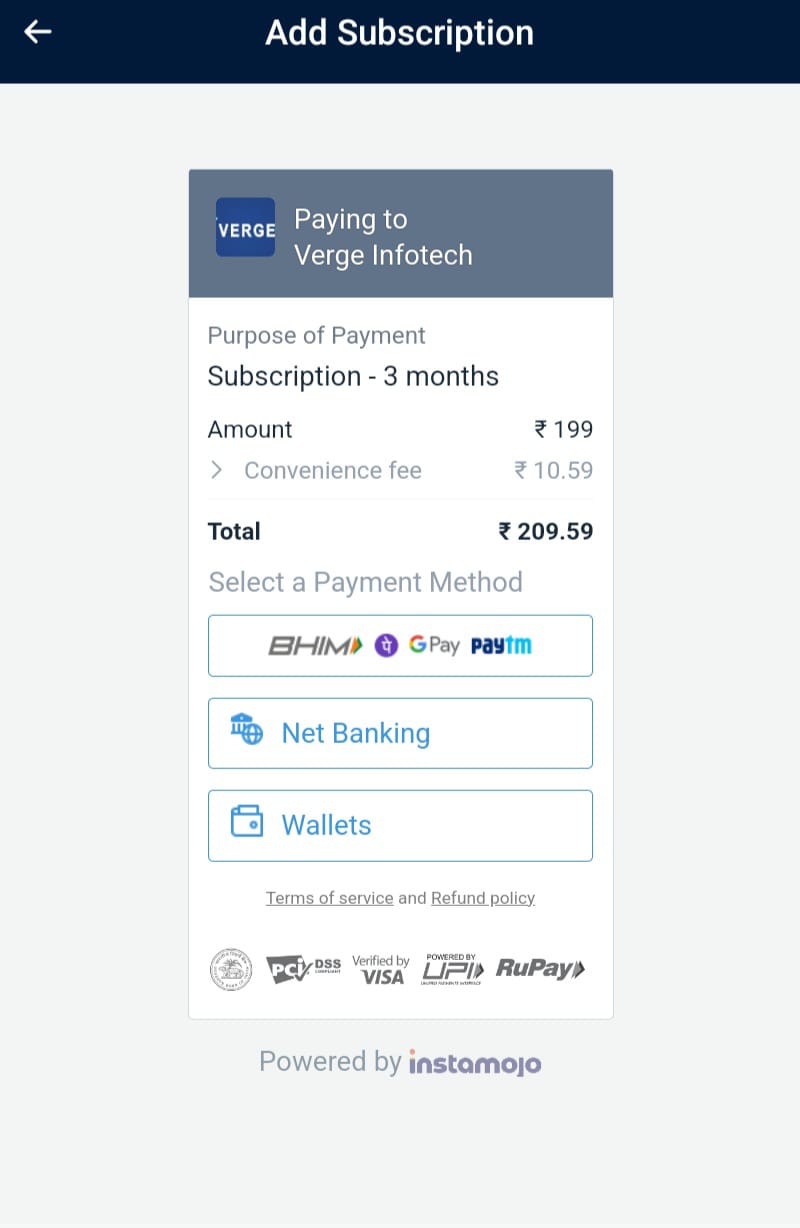 Add Subscription
VERGE
Paying to
Verge Infotech
Purpose of Payment
Subscription - 3 months
Amount ₹ 199
Convenience fee ₹ 10.59
Total ₹ 209.59
Select a Payment Method
BHIM पे G Pay paytm
Net Banking
Wallets
Terms of service and Refund policy
PCI DSS COMPLIANT Verified by VISA POWERED BY UPI UNIFIED PAYMENTS INTERFACE RuPay
Powered by instamojo